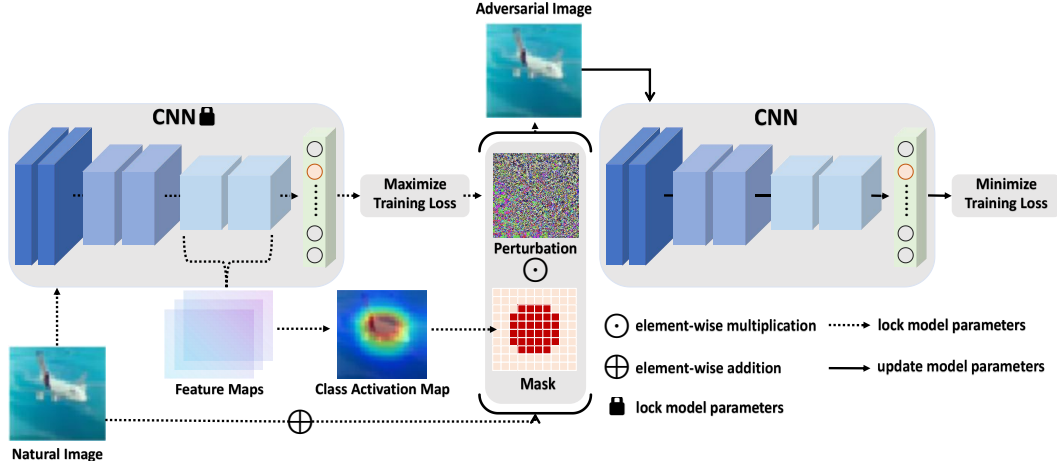 Adversarial Image
CNN
CNN
Maximize
Training Loss
Minimize
Training Loss
Perturbation
Feature Maps
Class Activation Map
Mask
element-wise multiplication
lock model parameters
element-wise addition
update model parameters
lock model parameters
Natural Image